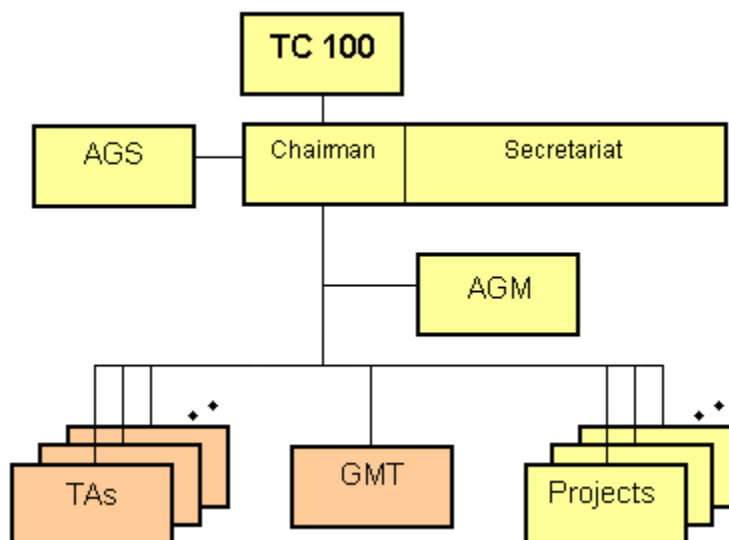 TC 100
AGS
Chairman
Secretariat
AGM
TAs
GMT
Projects